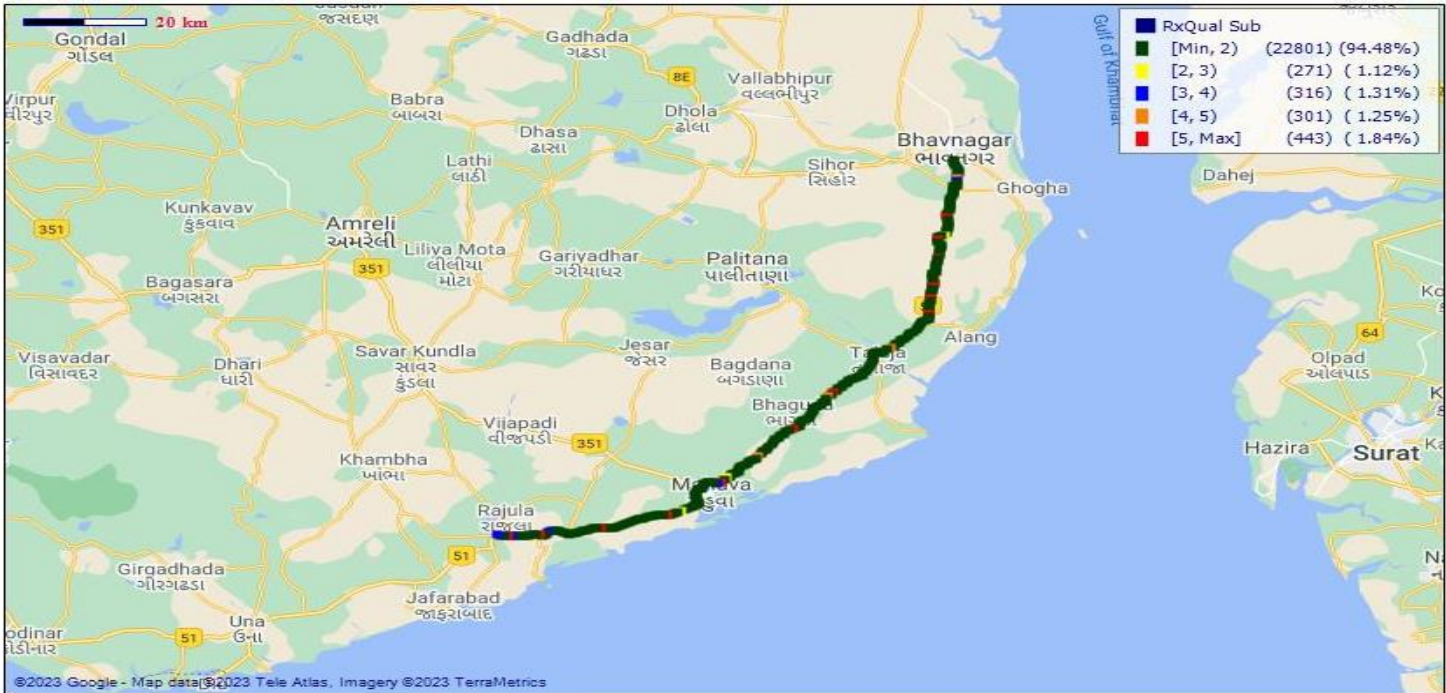 20 km
Gondal
ગોંડલ
જસદણ
Gadhada
ગઢડા
8E
Vallabhipur
વલ્લભીપુર
Gulf of Khambhat
RxQual Sub
[Min, 2) (22801) (94.48%)
[2, 3) (271) ( 1.12%)
[3, 4) (316) ( 1.31%)
[4, 5) (301) ( 1.25%)
[5, Max] (443) ( 1.84%)
Virpur
વીરપુર
Babra
બાબરા
Dhola
ઢોલા
Dhasa
ઢાસા
Bhavnagar
ભાવનગર
Lathi
લાઠી
Sihor
સિહોર
Ghogha
Dahej
Kunkavav
કુંકાવાવ
351
Amreli
અમરેલી
Liliya Mota
લીલીયા
મોટા
Gariyadhar
ગરીયાધર
Palitana
પાલીતાણા
351
Bagasara
બગસરા
Alang
64
Visavadar
વિસાવદર
Dhari
ધારી
Savar Kundla
સાવર
કુંડલા
Jesar
જેસર
Bagdana
બગડાણા
Olpad
ઓલપાડ
Vijapadi
વીજપડી
351
Khambha
ખાંભા
Hazira
Surat
Rajula
51
Girgadhada
ગીરગઢડા
Jafarabad
જાફરાબાદ
Una
ઉના
51
©2023 Google - Map data ©2023 Tele Atlas, Imagery ©2023 TerraMetrics